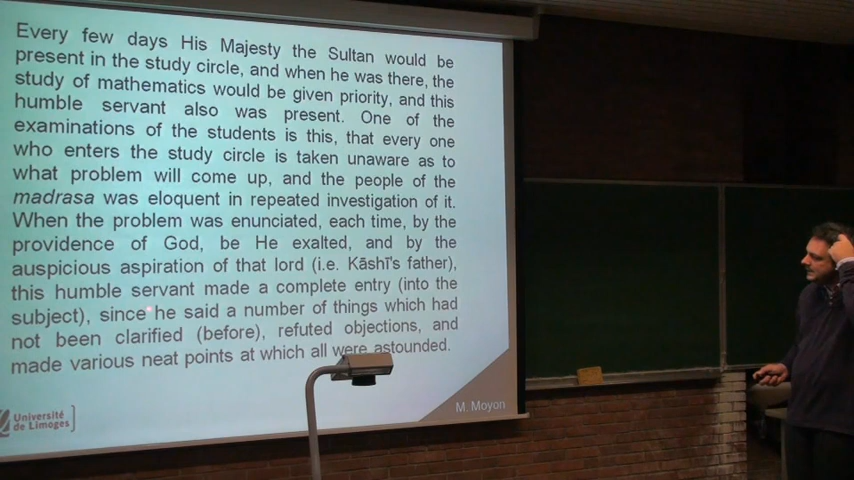 Every few days His Majesty the Sultan would be
present in the study circle, and when he was there, the
study of mathematics would be given priority, and this
humble servant also was present. One of the
examinations of the students is this, that every one
who enters the study circle is taken unaware as to
what problem will come up, and the people of the
madrasa was eloquent in repeated investigation of it.
When the problem was enunciated, each time, by the
providence of God, be He exalted, and by the
auspicious aspiration of that lord (i.e. Kāshī's father),
this humble servant made a complete entry (into the
subject), since he said a number of things which had
not been clarified (before), refuted objections, and
made various neat points at which all were astounded.
Université
de Limoges
M. Moyon